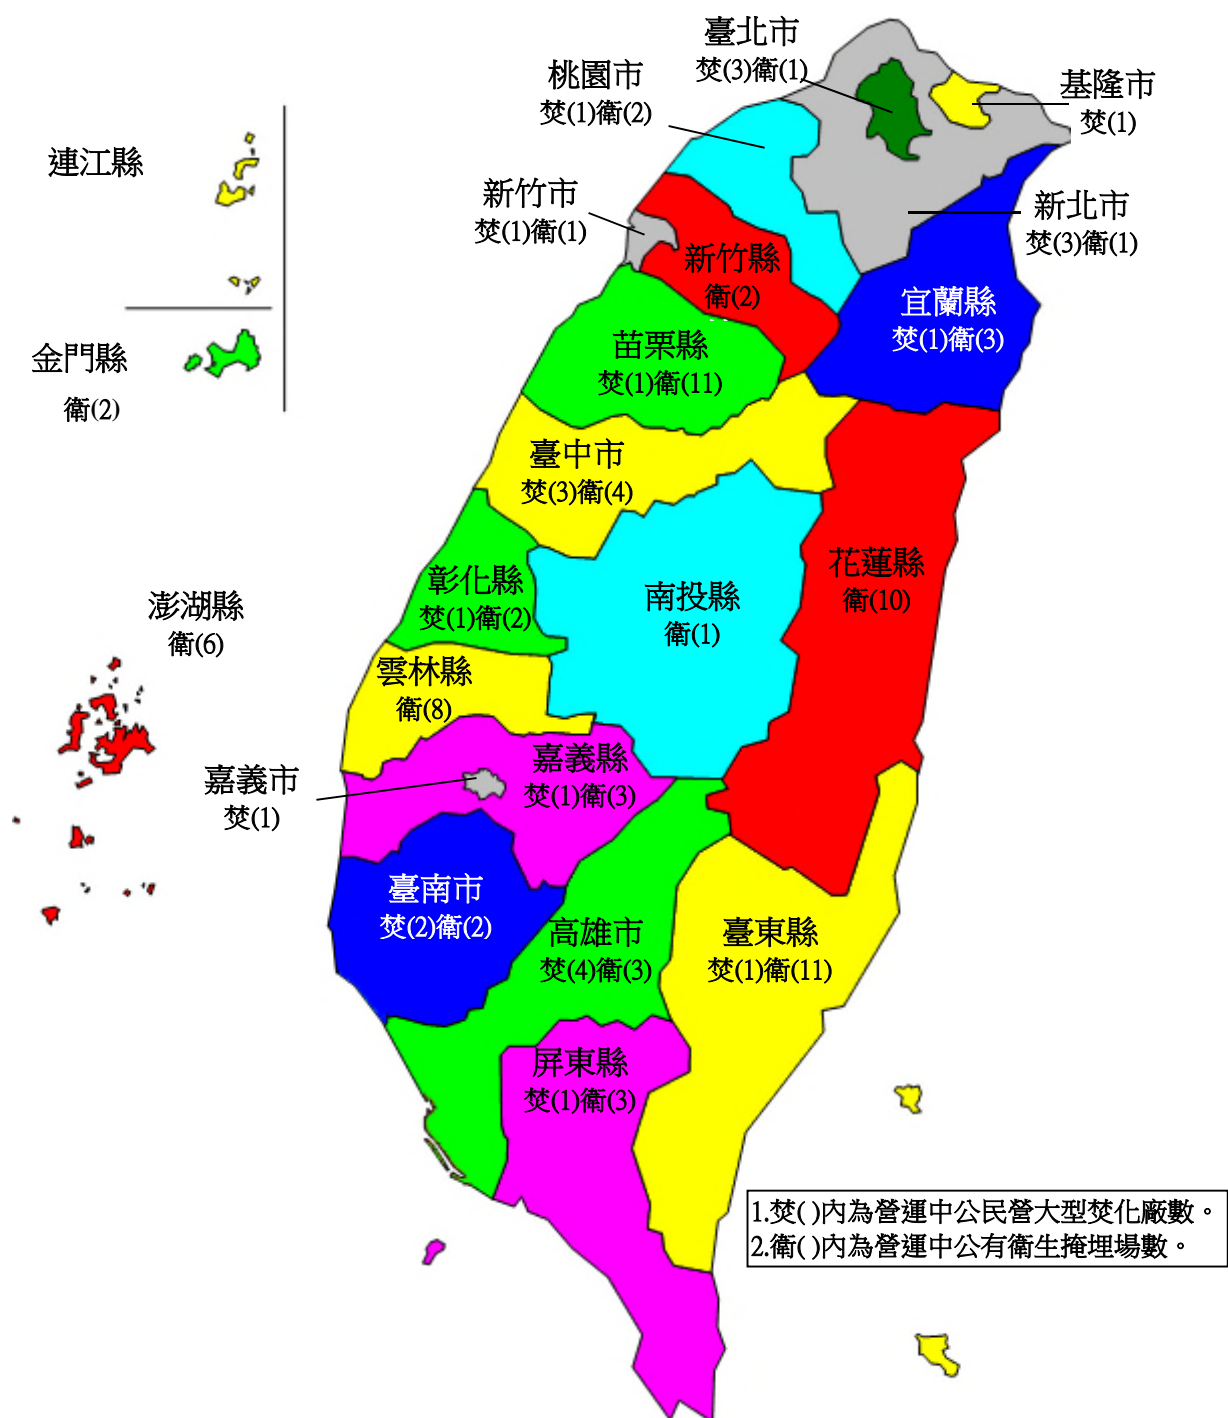 臺北市
焚(3)衛(1)
桃園市
焚(1)衛(2)
基隆市
焚(1)
連江縣
新竹市
焚(1)衛(1)
新北市
焚(3)衛(1)
新竹縣
衛(2)
宜蘭縣
焚(1)衛(3)
金門縣
衛(2)
苗栗縣
焚(1)衛(11)
臺中市
焚(3)衛(4)
花蓮縣
衛(10)
彰化縣
焚(1)衛(2)
南投縣
衛(1)
澎湖縣
衛(6)
雲林縣
衛(8)
嘉義縣
焚(1)衛(3)
嘉義市
焚(1)
臺南市
焚(2)衛(2)
高雄市
焚(4)衛(3)
臺東縣
焚(1)衛(11)
屏東縣
焚(1)衛(3)
1.焚( )內為營運中公民營大型焚化廠數。
2.衛( )內為營運中公有衛生掩埋場數。